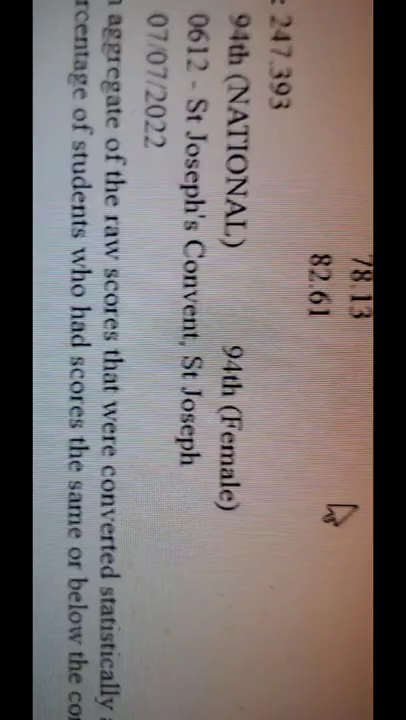 78.13
82.61
: 247.393
94th (NATIONAL) 94th (Female)
0612 - St Joseph's Convent, St Joseph
07/07/2022
aggregate of the raw scores that were converted statistically
of students who had scores the same or below the